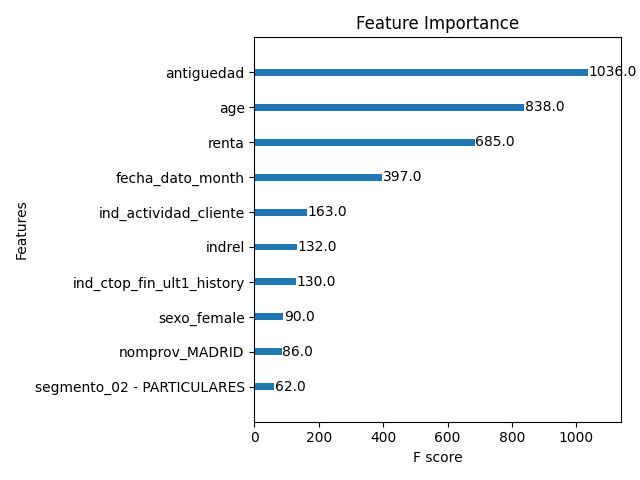 Feature Importance
Features
antiguedad 1036.0
age 838.0
renta 685.0
fecha_dato_month 397.0
ind_actividad_cliente 163.0
indrel 132.0
ind_ctop_fin_ult1_history 130.0
sexo_female 90.0
nomprov_MADRID 86.0
segmento_02 - PARTICULARES 62.0
0 200 400 600 800 1000
F score